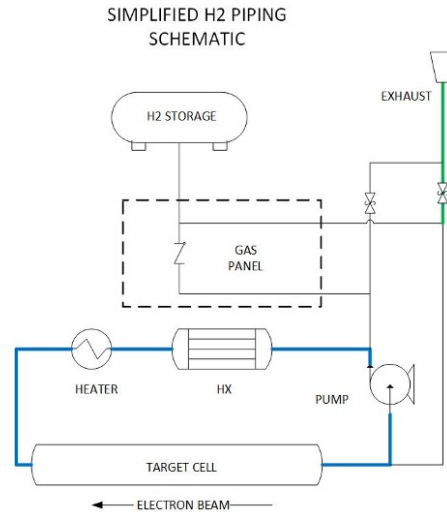 SIMPLIFIED H2 PIPING
SCHEMATIC
EXHAUST
H2 STORAGE
GAS
PANEL
HEATER
HX
PUMP
TARGET CELL
ELECTRON BEAM